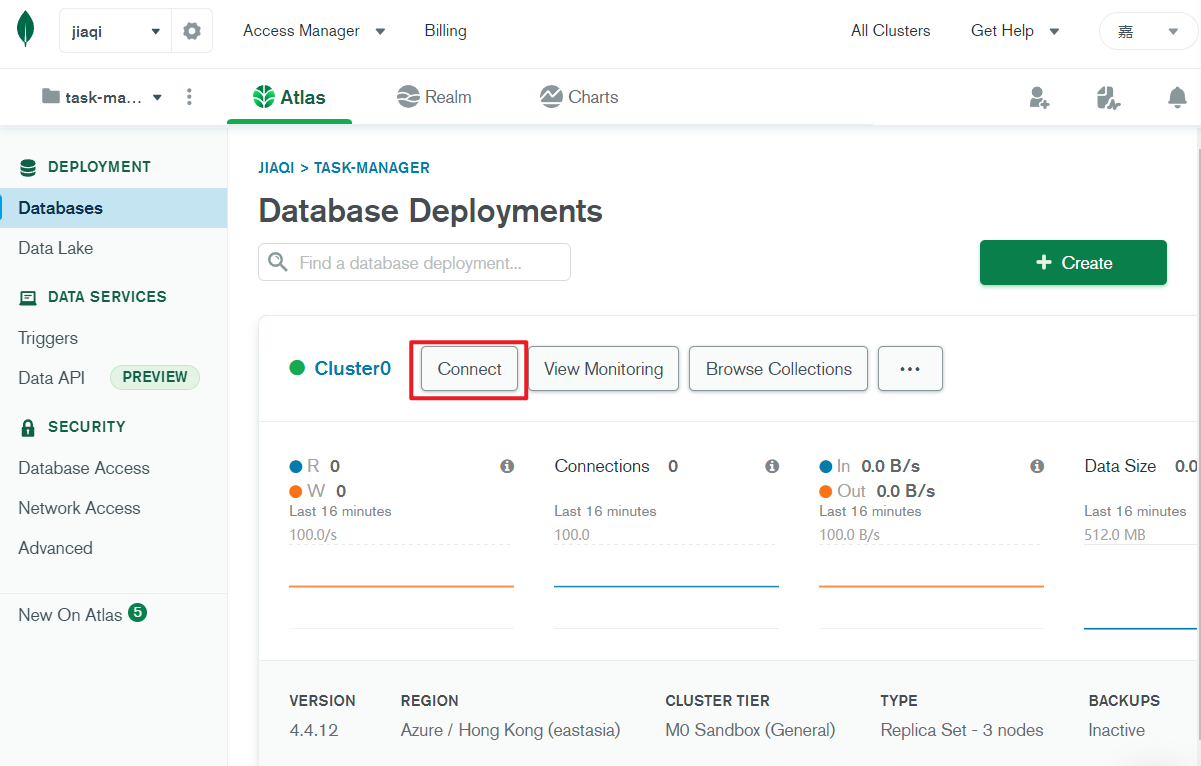 jiaqi
Access Manager
Billing
All Clusters
Get Help
嘉
task-ma...
Atlas
Realm
Charts
DEPLOYMENT
Databases
Data Lake
DATA SERVICES
Triggers
Data API PREVIEW
SECURITY
Database Access
Network Access
Advanced
New On Atlas 5
JIAQI > TASK-MANAGER
Database Deployments
Find a database deployment...
+ Create
Cluster0
Connect
View Monitoring
Browse Collections
...
R 0
W 0
Last 16 minutes
100.0/s
Connections 0
Last 16 minutes
100.0
In 0.0 B/s
Out 0.0 B/s
Last 16 minutes
100.0 B/s
Data Size 0.0
Last 16 minutes
512.0 MB
VERSION
4.4.12
REGION
Azure / Hong Kong (eastasia)
CLUSTER TIER
M0 Sandbox (General)
TYPE
Replica Set - 3 nodes
BACKUPS
Inactive